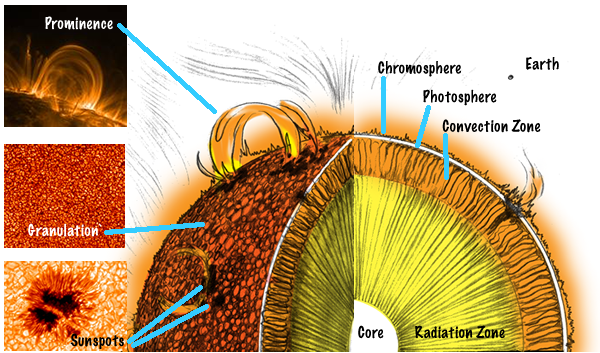 Prominence
Chromosphere
Earth
Photosphere
Convection Zone
Granulation
Sunspots
Core
Radiation Zone